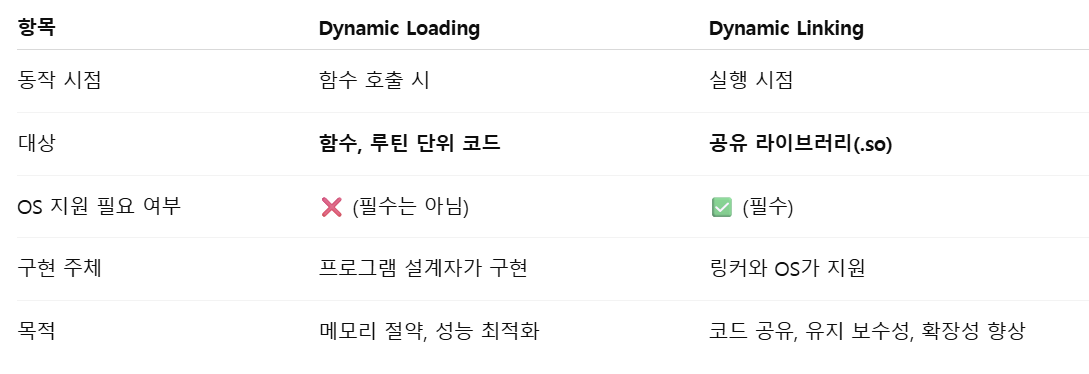 항목 Dynamic Loading Dynamic Linking
동작 시점 함수 호출 시 실행 시점
대상 함수, 루틴 단위 코드 공유 라이브러리(.so)
OS 지원 필요 여부 ❌ (필수는 아님) ✅ (필수)
구현 주체 프로그램 설계자가 구현 링커와 OS가 지원
목적 메모리 절약, 성능 최적화 코드 공유, 유지 보수성, 확장성 향상